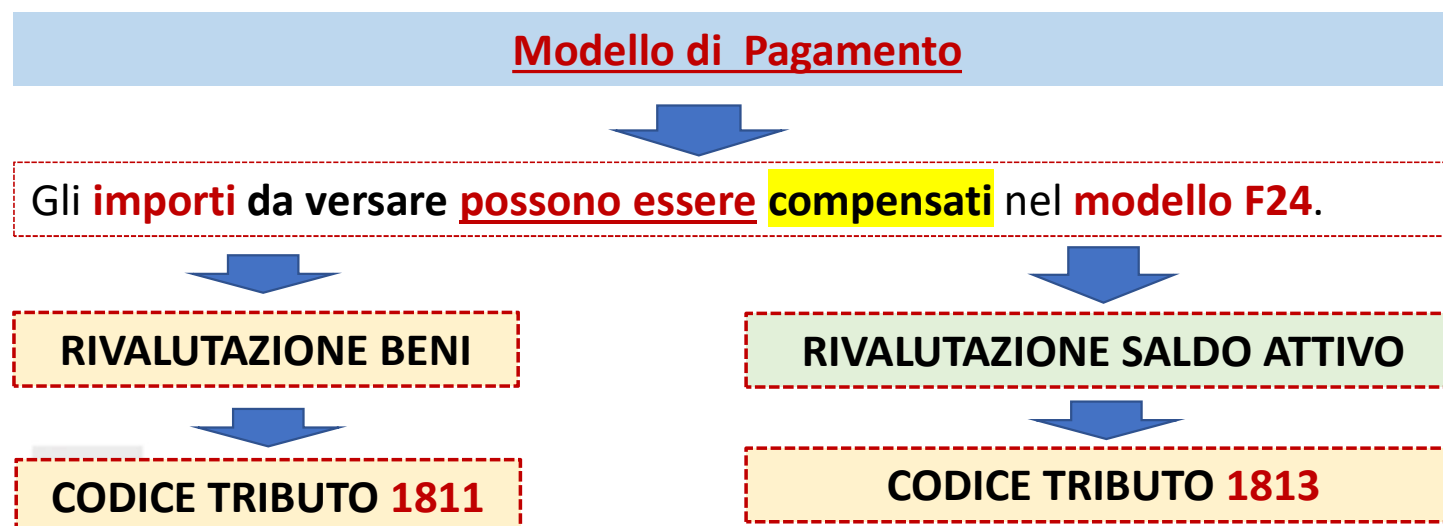 Modello di Pagamento
Gli importi da versare possono essere compensati nel modello F24.
RIVALUTAZIONE BENI
RIVALUTAZIONE SALDO ATTIVO
CODICE TRIBUTO 1811
CODICE TRIBUTO 1813